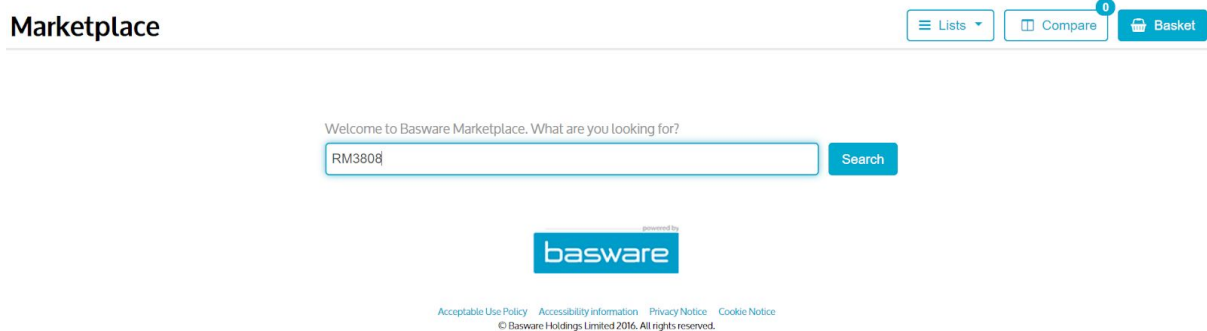 0
Marketplace
Lists
Compare
Basket
Welcome to Basware Marketplace. What are you looking for?
RM3808
Search
powered by
basware
Acceptable Use Policy Accessibility information Privacy Notice Cookie Notice
© Basware Holdings Limited 2016. All rights reserved.